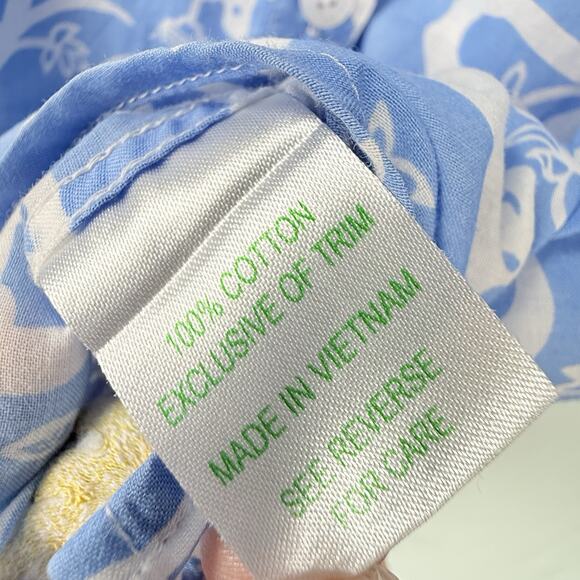 100% COTTON
EXCLUSIVE OF TRIM
MADE IN VIETNAM
SEE REVERSE
FOR CARE